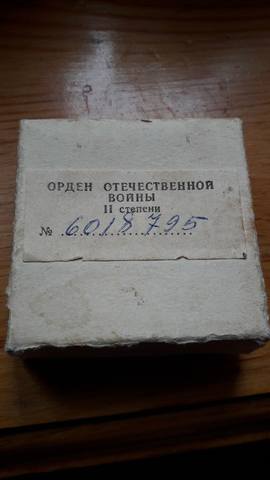 ОРДЕН ОТЕЧЕСТВЕННОЙ
ВОЙНЫ
II степени
№ 6018795